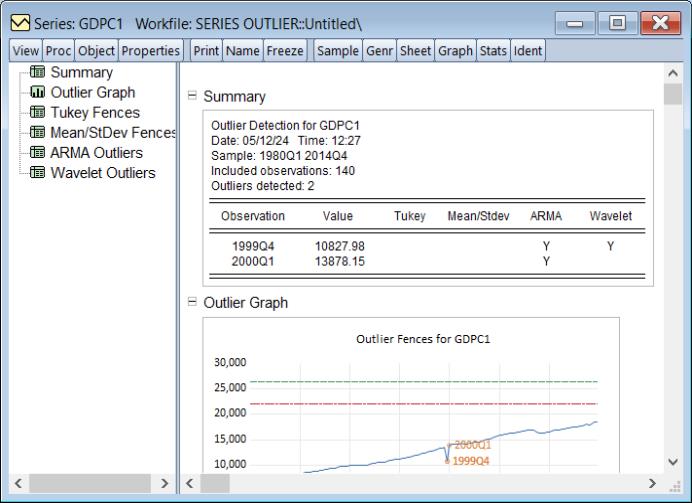 Series: GDPC1 Workfile: SERIES OUTLIER::Untitled\
View Proc Object Properties Print Name Freeze Sample Genr Sheet Graph Stats Ident
Summary
Outlier Graph
Tukey Fences
Mean/StDev Fences
ARMA Outliers
Wavelet Outliers
Summary
Outlier Detection for GDPC1
Date: 05/12/24 Time: 12:27
Sample: 1980Q1 2014Q4
Included observations: 140
Outliers detected: 2
Observation Value Tukey Mean/Stdev ARMA Wavelet
1999Q4 10827.98 Y Y
2000Q1 13878.15 Y
Outlier Graph
Outlier Fences for GDPC1
30,000
25,000
20,000
15,000
10,000
2000Q1
1999Q4